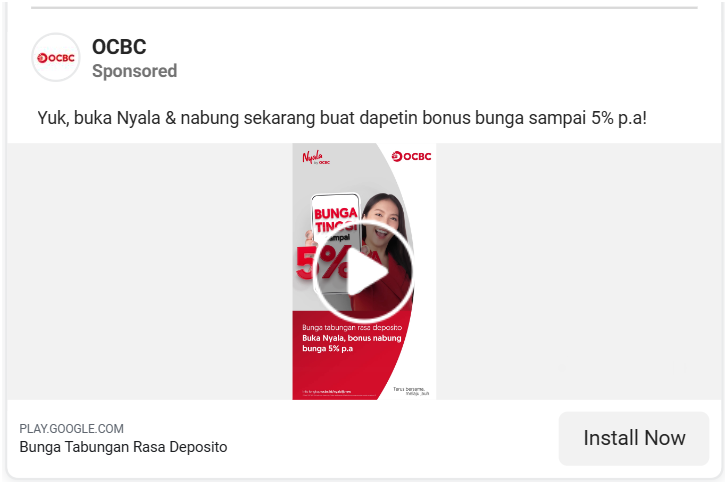 OCBC
OCBC
Sponsored
Yuk, buka Nyala & nabung sekarang buat dapetin bonus bunga sampai 5% p.a!
Nyala
by OCBC
OCBC
BUNGA
TINGGI
sampai
5%
Bunga tabungan rasa deposito
Buka Nyala, bonus nabung
bunga 5% p.a
Terus bersama,
PLAY.GOOGLE.COM
Bunga Tabungan Rasa Deposito
Install Now